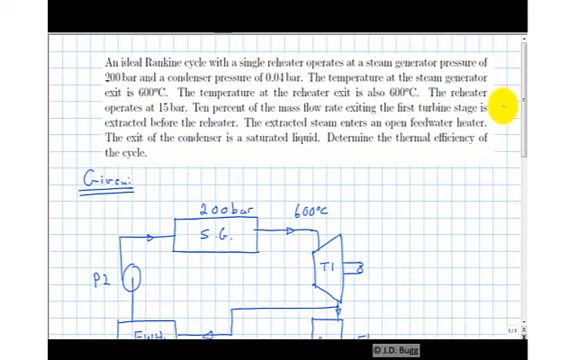 An ideal Rankine cycle with a single reheater operates at a steam generator pressure of
200 bar and a condenser pressure of 0.04 bar. The temperature at the steam generator
exit is 600°C. The temperature at the reheater exit is also 600°C. The reheater
operates at 15 bar. Ten percent of the mass flow rate exiting the first turbine stage is
extracted before the reheater. The extracted steam enters an open feedwater heater.
The exit of the condenser is a saturated liquid. Determine the thermal efficiency of
the cycle.
Given:
200bar 600°C
S.G.
T1
P2
FWH
1/1
© J.D. Bugg